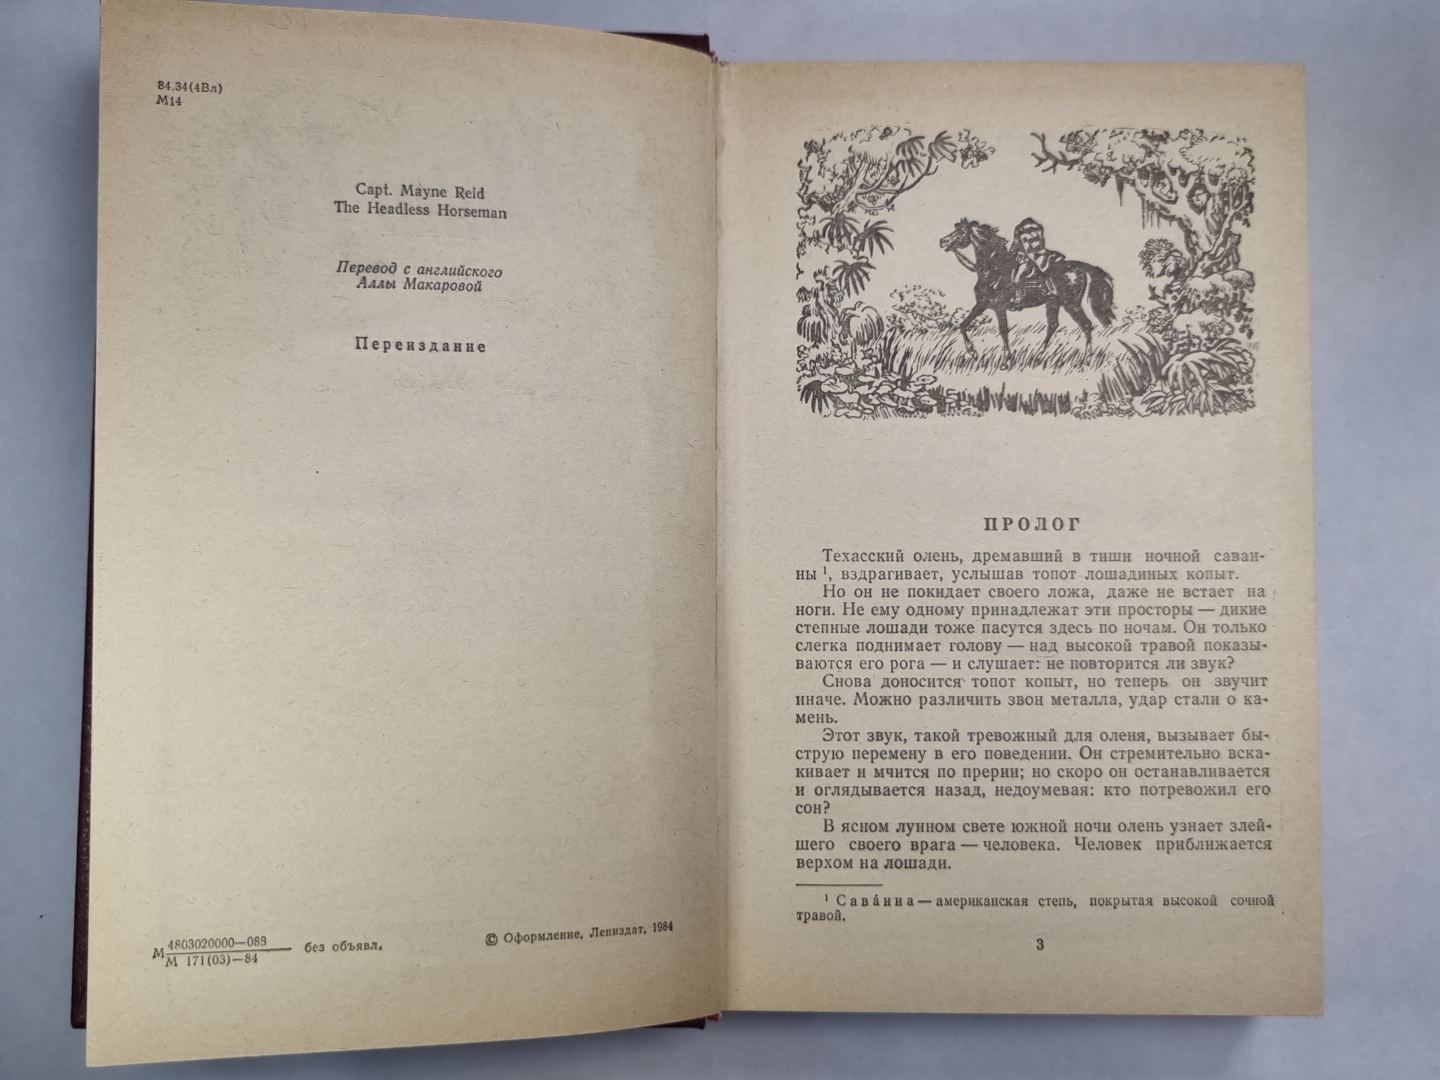 84.34(4Вл)
М14
Capt. Mayne Reid
The Headless Horseman
Перевод с английского
Аллы Макаровой
Переиздание
М 4803020000—083
М 171(03)—84
без объявл.
© Оформление, Лениздат, 1984
ПРОЛОГ
Техасский олень, дремавший в тиши ночной саван-
ны ¹, вздрагивает, услышав топот лошадиных копыт.
Но он не покидает своего ложа, даже не встает на
ноги. Не ему одному принадлежат эти просторы — дикие
степные лошади тоже пасутся здесь по ночам. Он только
слегка поднимает голову — над высокой травой показы-
ваются его рога — и слушает: не повторится ли звук?
Снова доносится топот копыт, но теперь он звучит
иначе. Можно различить звон металла, удар стали о ка-
мень.
Этот звук, такой тревожный для оленя, вызывает бы-
струю перемену в его поведении. Он стремительно вска-
кивает и мчится по прерии; но скоро он останавливается
и оглядывается назад, недоумевая: кто потревожил его
сон?
В ясном лунном свете южной ночи олень узнает злей-
шего своего врага — человека. Человек приближается
верхом на лошади.
¹ Сава́нна — американская степь, покрытая высокой сочной
травой.
3